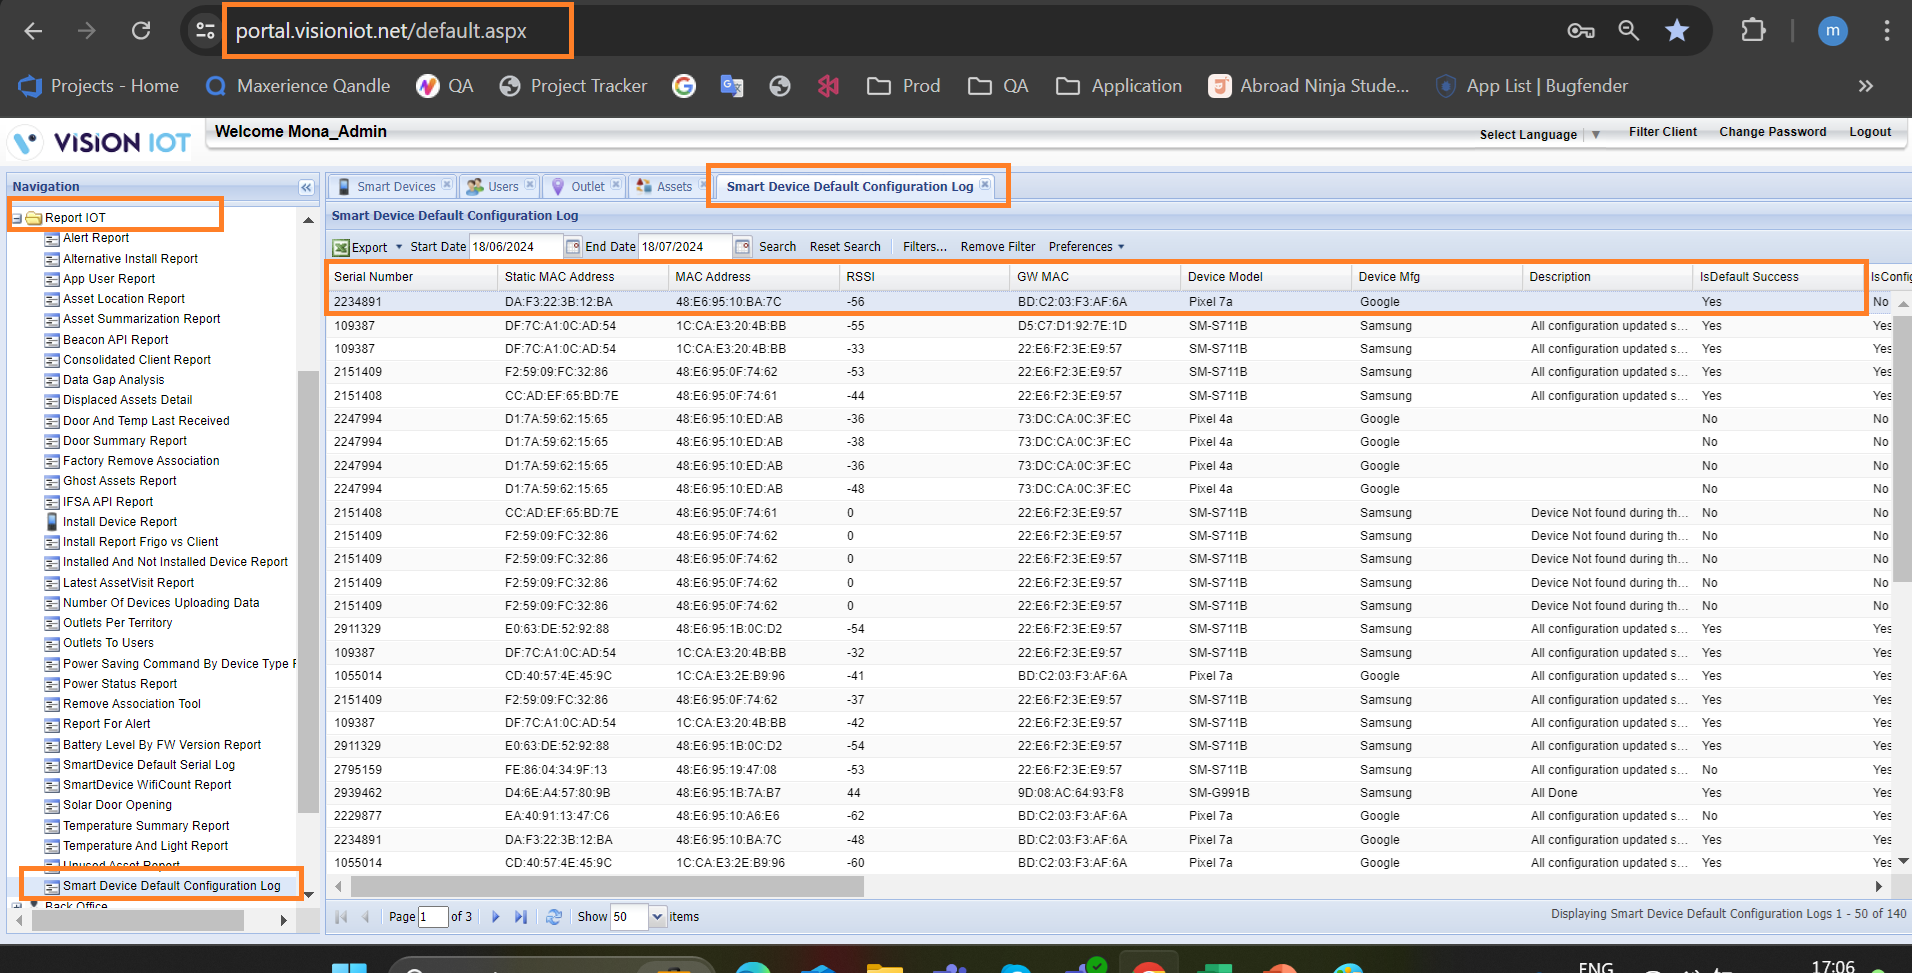 portal.visioniot.net/default.aspx
m
Projects - Home
Maxerience Qandle
QA
Project Tracker
Prod
QA
Application
Abroad Ninja Stude...
App List | Bugfender
VISION IOT
Welcome Mona_Admin
Select Language
Filter Client
Change Password
Logout
Navigation
Smart Devices
Users
Outlet
Assets
Smart Device Default Configuration Log
Report IOT
Alert Report
Alternative Install Report
App User Report
Asset Location Report
Asset Summarization Report
Beacon API Report
Consolidated Client Report
Data Gap Analysis
Displaced Assets Detail
Door And Temp Last Received
Door Summary Report
Factory Remove Association
Ghost Assets Report
IFSA API Report
Install Device Report
Install Report Frigo vs Client
Installed And Not Installed Device Report
Latest AssetVisit Report
Number Of Devices Uploading Data
Outlets Per Territory
Outlets To Users
Power Saving Command By Device Type
Power Status Report
Remove Association Tool
Report For Alert
Battery Level By FW Version Report
SmartDevice Default Serial Log
SmartDevice WifiCount Report
Solar Door Opening
Temperature Summary Report
Temperature And Light Report
Unused Asset Report
Smart Device Default Configuration Log
Back Office
Smart Device Default Configuration Log
Export Start Date 18/06/2024 End Date 18/07/2024 Search Reset Search Filters... Remove Filter Preferences
Serial Number Static MAC Address MAC Address RSSI GW MAC Device Model Device Mfg Description IsDefault Success IsConfig
2234891 DA:F3:22:3B:12:BA 48:E6:95:10:BA:7C -56 BD:C2:03:F3:AF:6A Pixel 7a Google Yes No
109387 DF:7C:A1:0C:AD:54 1C:CA:E3:20:4B:BB -55 D5:C7:D1:92:7E:1D SM-S711B Samsung All configuration updated s... Yes Yes
109387 DF:7C:A1:0C:AD:54 1C:CA:E3:20:4B:BB -33 22:E6:F2:3E:E9:57 SM-S711B Samsung All configuration updated s... Yes Yes
2151409 F2:59:09:FC:32:86 48:E6:95:0F:74:62 -53 22:E6:F2:3E:E9:57 SM-S711B Samsung All configuration updated s... Yes Yes
2151408 CC:AD:EF:65:BD:7E 48:E6:95:0F:74:61 -44 22:E6:F2:3E:E9:57 SM-S711B Samsung All configuration updated s... Yes Yes
2247994 D1:7A:59:62:15:65 48:E6:95:10:ED:AB -36 73:DC:CA:0C:3F:EC Pixel 4a Google No No
2247994 D1:7A:59:62:15:65 48:E6:95:10:ED:AB -38 73:DC:CA:0C:3F:EC Pixel 4a Google No No
2247994 D1:7A:59:62:15:65 48:E6:95:10:ED:AB -36 73:DC:CA:0C:3F:EC Pixel 4a Google No No
2247994 D1:7A:59:62:15:65 48:E6:95:10:ED:AB -48 73:DC:CA:0C:3F:EC Pixel 4a Google No No
2151408 CC:AD:EF:65:BD:7E 48:E6:95:0F:74:61 0 22:E6:F2:3E:E9:57 SM-S711B Samsung Device Not found during th... No No
2151409 F2:59:09:FC:32:86 48:E6:95:0F:74:62 0 22:E6:F2:3E:E9:57 SM-S711B Samsung Device Not found during th... No No
2151409 F2:59:09:FC:32:86 48:E6:95:0F:74:62 0 22:E6:F2:3E:E9:57 SM-S711B Samsung Device Not found during th... No No
2151409 F2:59:09:FC:32:86 48:E6:95:0F:74:62 0 22:E6:F2:3E:E9:57 SM-S711B Samsung Device Not found during th... No No
2151409 F2:59:09:FC:32:86 48:E6:95:0F:74:62 0 22:E6:F2:3E:E9:57 SM-S711B Samsung Device Not found during th... No No
2911329 E0:63:DE:52:92:88 48:E6:95:1B:0C:D2 -54 22:E6:F2:3E:E9:57 SM-S711B Samsung All configuration updated s... Yes Yes
109387 DF:7C:A1:0C:AD:54 1C:CA:E3:20:4B:BB -32 22:E6:F2:3E:E9:57 SM-S711B Samsung All configuration updated s... Yes Yes
1055014 CD:40:57:4E:45:9C 1C:CA:E3:2E:B9:96 -41 BD:C2:03:F3:AF:6A Pixel 7a Google All configuration updated s... Yes Yes
2151409 F2:59:09:FC:32:86 48:E6:95:0F:74:62 -37 22:E6:F2:3E:E9:57 SM-S711B Samsung All configuration updated s... Yes Yes
109387 DF:7C:A1:0C:AD:54 1C:CA:E3:20:4B:BB -42 22:E6:F2:3E:E9:57 SM-S711B Samsung All configuration updated s... Yes Yes
2911329 E0:63:DE:52:92:88 48:E6:95:1B:0C:D2 -54 22:E6:F2:3E:E9:57 SM-S711B Samsung All configuration updated s... Yes Yes
2795159 FE:86:04:34:9F:13 48:E6:95:19:47:08 -53 22:E6:F2:3E:E9:57 SM-S711B Samsung All configuration updated s... No Yes
2939462 D4:6E:A4:57:80:9B 48:E6:95:1B:7A:B7 44 9D:08:AC:64:93:F8 SM-G991B Samsung All Done Yes Yes
2229877 EA:40:91:13:47:C6 48:E6:95:10:A6:E6 -62 BD:C2:03:F3:AF:6A Pixel 7a Google All configuration updated s... No Yes
2234891 DA:F3:22:3B:12:BA 48:E6:95:10:BA:7C -48 BD:C2:03:F3:AF:6A Pixel 7a Google All configuration updated s... Yes Yes
1055014 CD:40:57:4E:45:9C 1C:CA:E3:2E:B9:96 -60 BD:C2:03:F3:AF:6A Pixel 7a Google All configuration updated s... Yes Yes
Page 1 of 3 Show 50 items
Displaying Smart Device Default Configuration Logs 1 - 50 of 140
ENG
17:06